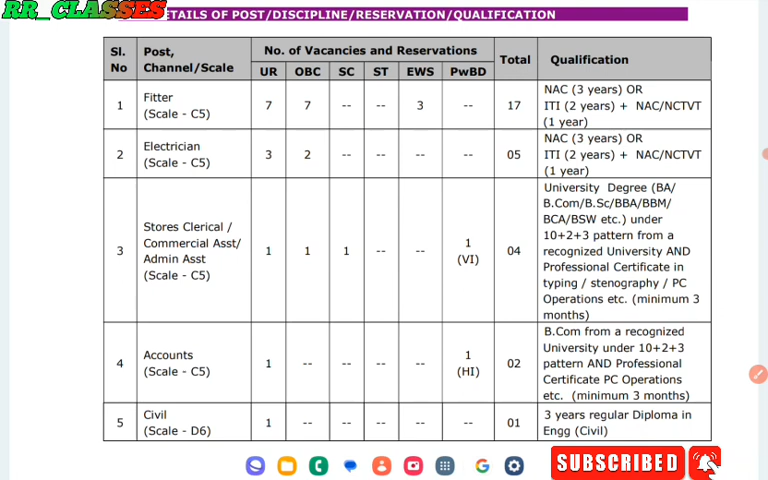 RR_CLASSES
ETAILS OF POST/DISCIPLINE/RESERVATION/QUALIFICATION
Sl. No Post, Channel/Scale No. of Vacancies and Reservations Total Qualification
UR OBC SC ST EWS PwBD
1 Fitter (Scale - C5) 7 7 -- -- 3 -- 17 NAC (3 years) OR
ITI (2 years) + NAC/NCTVT
(1 year)
2 Electrician (Scale - C5) 3 2 -- -- -- -- 05 NAC (3 years) OR
ITI (2 years) + NAC/NCTVT
(1 year)
3 Stores Clerical / Commercial Asst/ Admin Asst (Scale - C5) 1 1 1 -- -- 1 (VI) 04 University Degree (BA/
B.Com/B.Sc/BBA/BBM/
BCA/BSW etc.) under
10+2+3 pattern from a
recognized University AND
Professional Certificate in
typing / stenography / PC
Operations etc. (minimum 3
months)
4 Accounts (Scale - C5) 1 -- -- -- -- 1 (HI) 02 B.Com from a recognized
University under 10+2+3
pattern AND Professional
Certificate PC Operations
etc. (minimum 3 months)
5 Civil (Scale - D6) 1 -- -- -- -- -- 01 3 years regular Diploma in
Engg (Civil)
SUBSCRIBED